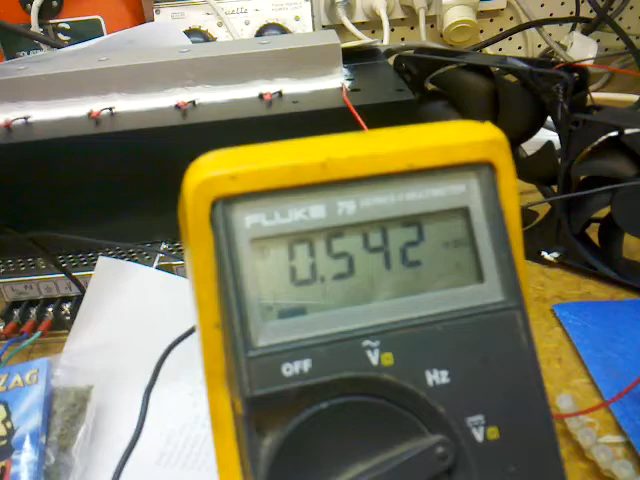 FLUKE 79 SERIES II MULTIMETER
0.542
OFF
V
Hz
V
ZAG